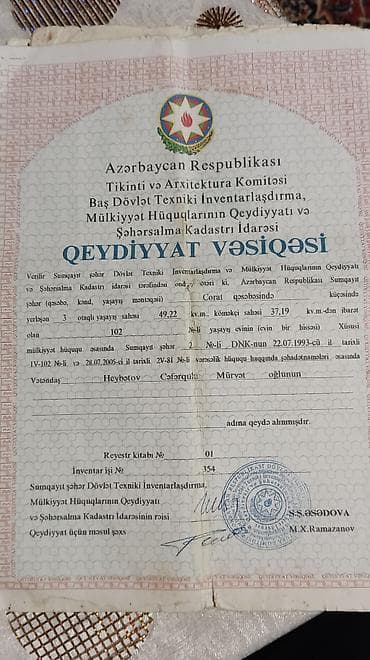 Azərbaycan Respublikası
Tikinti və Arxitektura Komitəsi
Baş Dövlət Texniki İnventarlaşdırma,
Mülkiyyət Hüquqlarının Qeydiyyatı və
Şəhərsalma Kadastrı İdarəsi
QEYDİYYAT VƏSİQƏSİ
Verilir Sumqayıt şəhər Dövlət Texniki İnventarlaşdırma və Mülkiyyət Hüquqlarının Qeydiyyatı
və Şəhərsalma Kadastrı idarəsi tərəfindən ondan ötəri ki, Azərbaycan Respublikası Sumqayıt
şəhər (qəsəbə, kənd, yaşayış məntəqəsi) Corat qəsəbəsində küçəsində
yerləşən 3 otaqlı yaşayış sahəsi 49,22 kv.m., köməkçi sahəsi 37,19 kv.m-dən ibarət
olan 102 №-li yaşayış evinin (evin bir hissəsi) Xüsusi
mülkiyyət hüququ əsasında Sumqayıt şəhər 2 №-li DNK-nun 22.07.1993-cü il tarixli
IV-102 №-li və 28.07.2005-ci il tarixli 2V-81 №-li vərəsəlik hüququ haqqında şəhadətnamələri əsasında
Vətəndaş Heybətov Cəfərqulu Mürvət oğlunun
adına qeydə alınmışdır.
Reyestr kitabı № 01
İnventar işi № 354
Sumqayıt şəhər Dövlət Texniki İnventarlaşdırma,
Mülkiyyət Hüquqlarının Qeydiyyatı
və Şəhərsalma Kadastrı İdarəsinin rəisi S.S.ƏSƏDOVA
Qeydiyyat üçün məsul şəxs M.X.Ramazanov